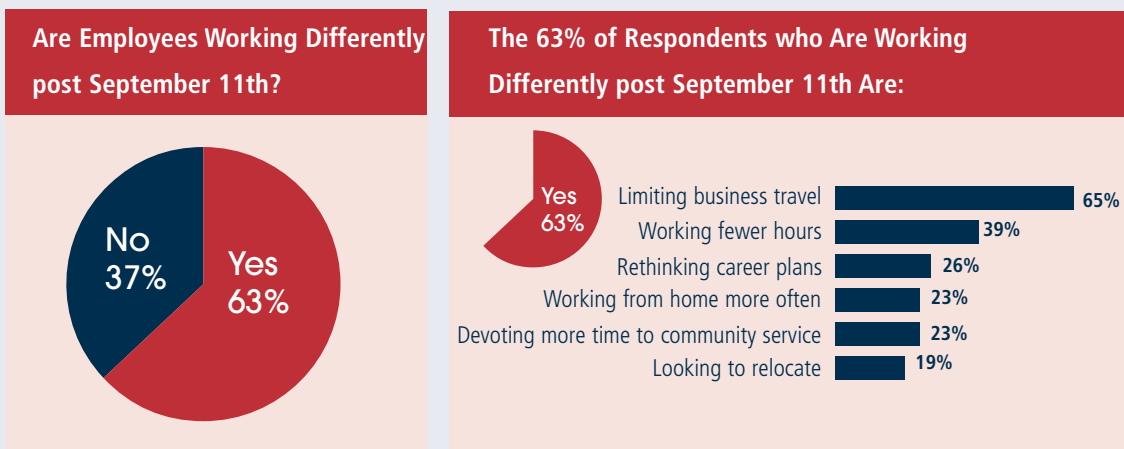 Are Employees Working Differently
post September 11th?
No
37%
Yes
63%
The 63% of Respondents who Are Working
Differently post September 11th Are:
Yes
63%
Limiting business travel 65%
Working fewer hours 39%
Rethinking career plans 26%
Working from home more often 23%
Devoting more time to community service 23%
Looking to relocate 19%